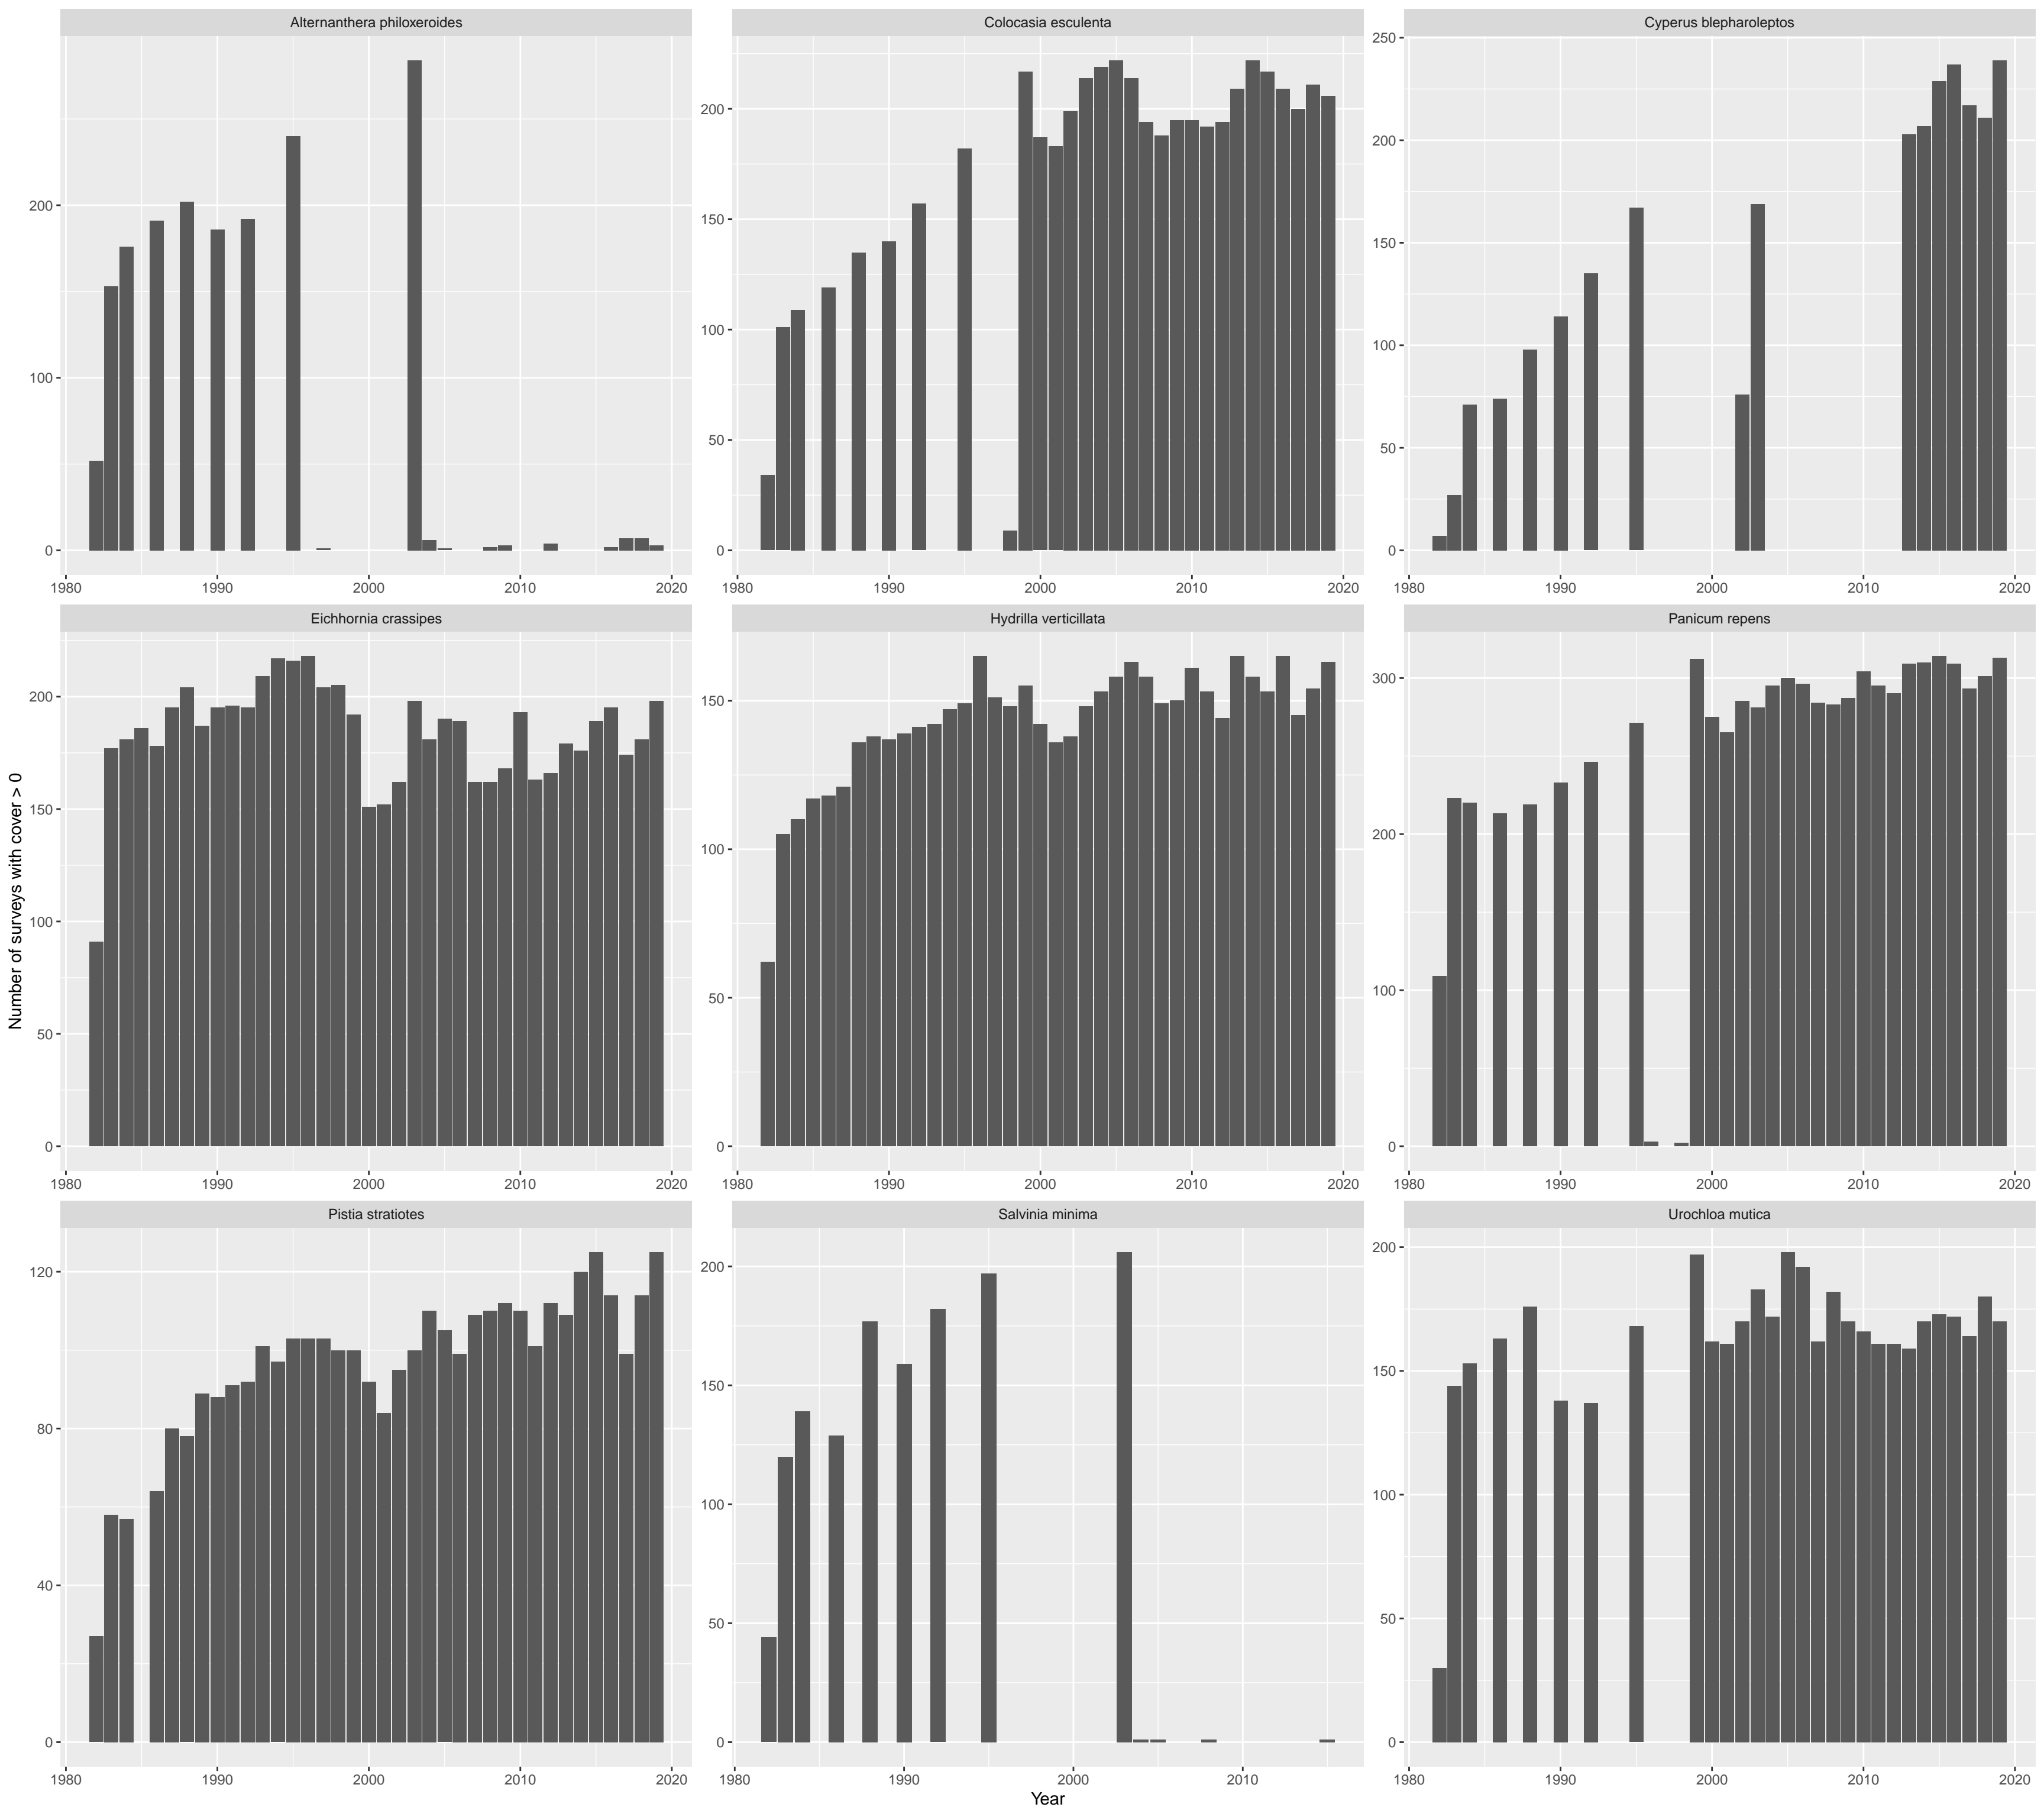 Alternanthera philoxeroides
Colocasia esculenta
Cyperus blepharoleptos
200
100
0
1980 1990 2000 2010 2020
200
150
100
50
0
1980 1990 2000 2010 2020
250
200
150
100
50
0
1980 1990 2000 2010 2020
Number of surveys with cover > 0
Eichhornia crassipes
Hydrilla verticillata
Panicum repens
200
150
100
50
0
1980 1990 2000 2010 2020
150
100
50
0
1980 1990 2000 2010 2020
300
200
100
0
1980 1990 2000 2010 2020
Pistia stratiotes
Salvinia minima
Urochloa mutica
120
80
40
0
1980 1990 2000 2010 2020
200
150
100
50
0
1980 1990 2000 2010
200
150
100
50
0
1980 1990 2000 2010 2020
Year